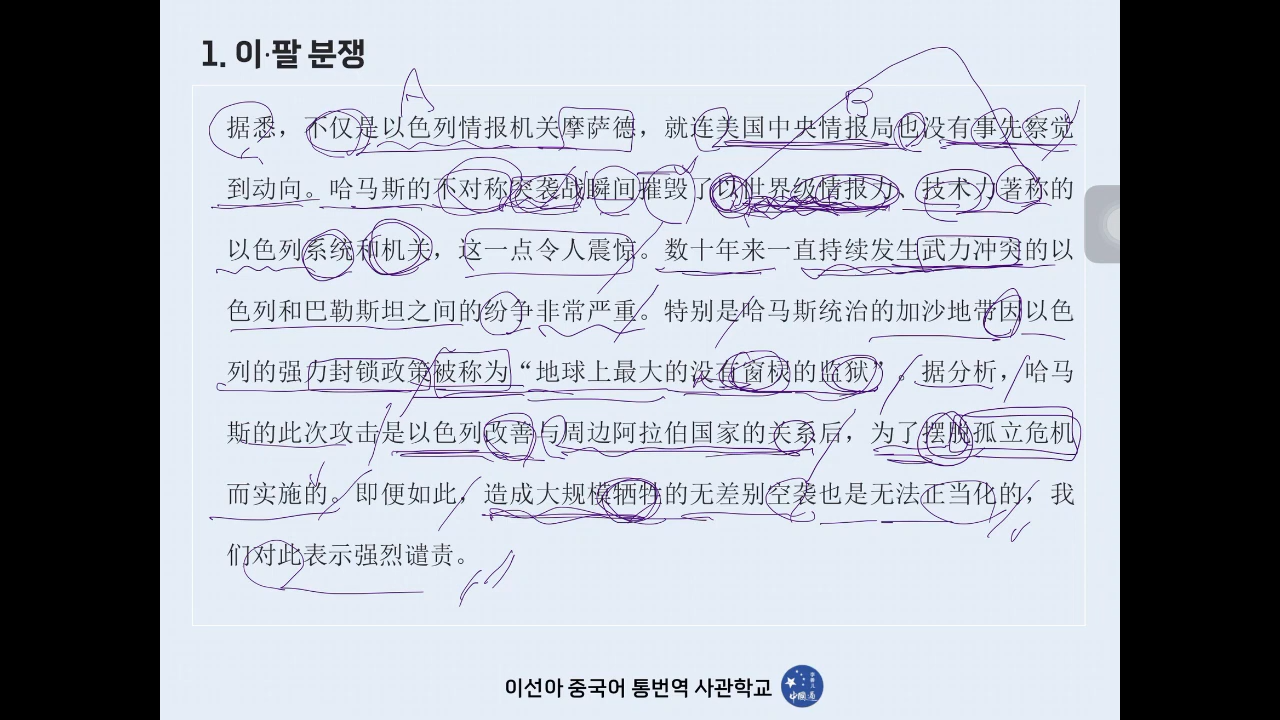 1. 이·팔 분쟁
A
B
据悉，不仅是以色列情报机关摩萨德，就连美国中央情报局也没有事先察觉
到动向。哈马斯的不对称突袭战瞬间摧毁了以世界级情报力、技术力著称的
以色列系统和机关，这一点令人震惊。数十年来一直持续发生武力冲突的以
色列和巴勒斯坦之间的纷争非常严重。特别是哈马斯统治的加沙地带因以色
列的强力封锁政策被称为“地球上最大的没有窗棂的监狱”。据分析，哈马
斯的此次攻击是以色列改善与周边阿拉伯国家的关系后，为了摆脱孤立危机
而实施的。即便如此，造成大规模牺牲的无差别空袭也是无法正当化的，我
们对此表示强烈谴责。
이선아 중국어 통번역 사관학교
中國通